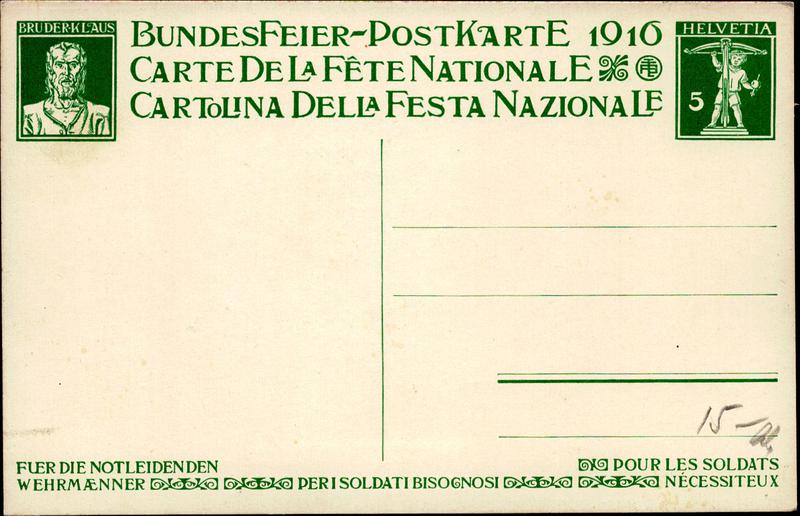 BRUDER·KLAUS
BUNDESFEIER-POSTKARTE 1916
CARTE DE LA FÊTE NATIONALE
CARTOLINA DELLA FESTA NAZIONALE
HELVETIA
5
15-
FUER DIE NOTLEIDENDEN
WEHRMÆNNER
PER I SOLDATI BISOGNOSI
POUR LES SOLDATS
NÉCESSITEUX